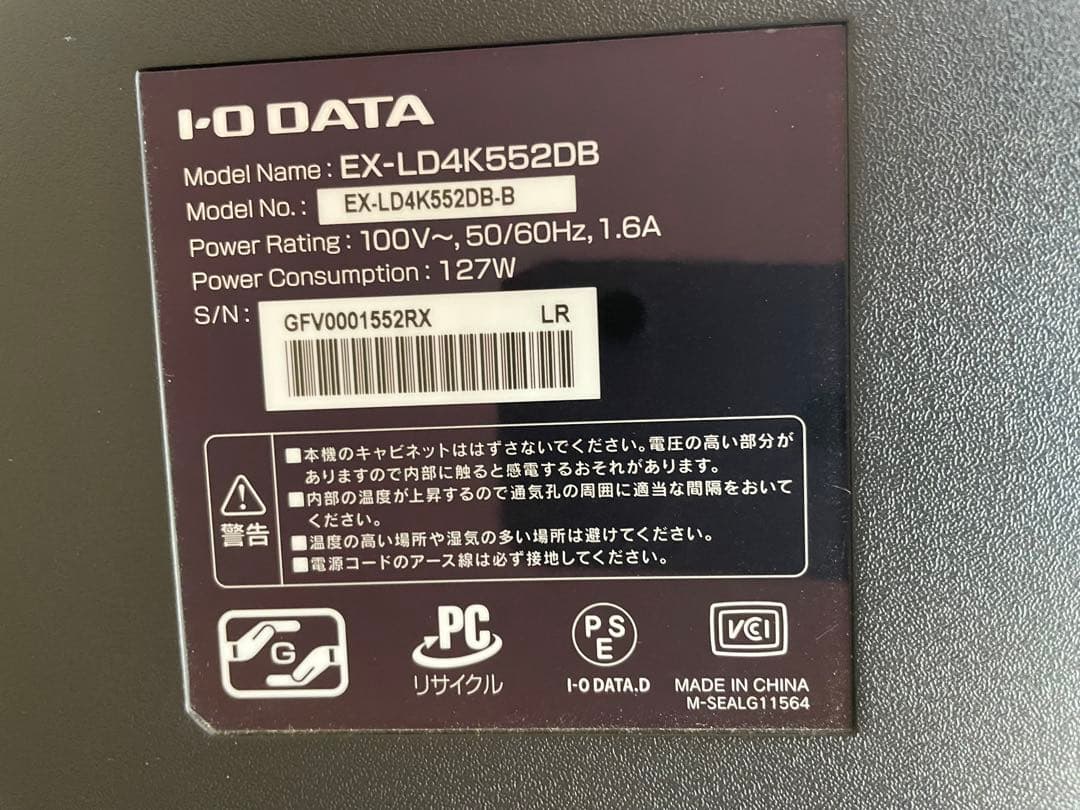 I-O DATA
Model Name : EX-LD4K552DB
Model No. : EX-LD4K552DB-B
Power Rating : 100V～, 50/60Hz, 1.6A
Power Consumption : 127W
S/N : GFV0001552RX LR
警告
■本機のキャビネットははずさないでください。電圧の高い部分が
ありますので内部に触ると感電するおそれがあります。
■内部の温度が上昇するので通気孔の周囲に適当な間隔をおいて
ください。
■温度の高い場所や湿気の多い場所は避けてください。
■電源コードのアース線は必ず接地してください。
G
PC
リサイクル
PS
E
I-O DATA.D
VCI
MADE IN CHINA
M-SEALG11564